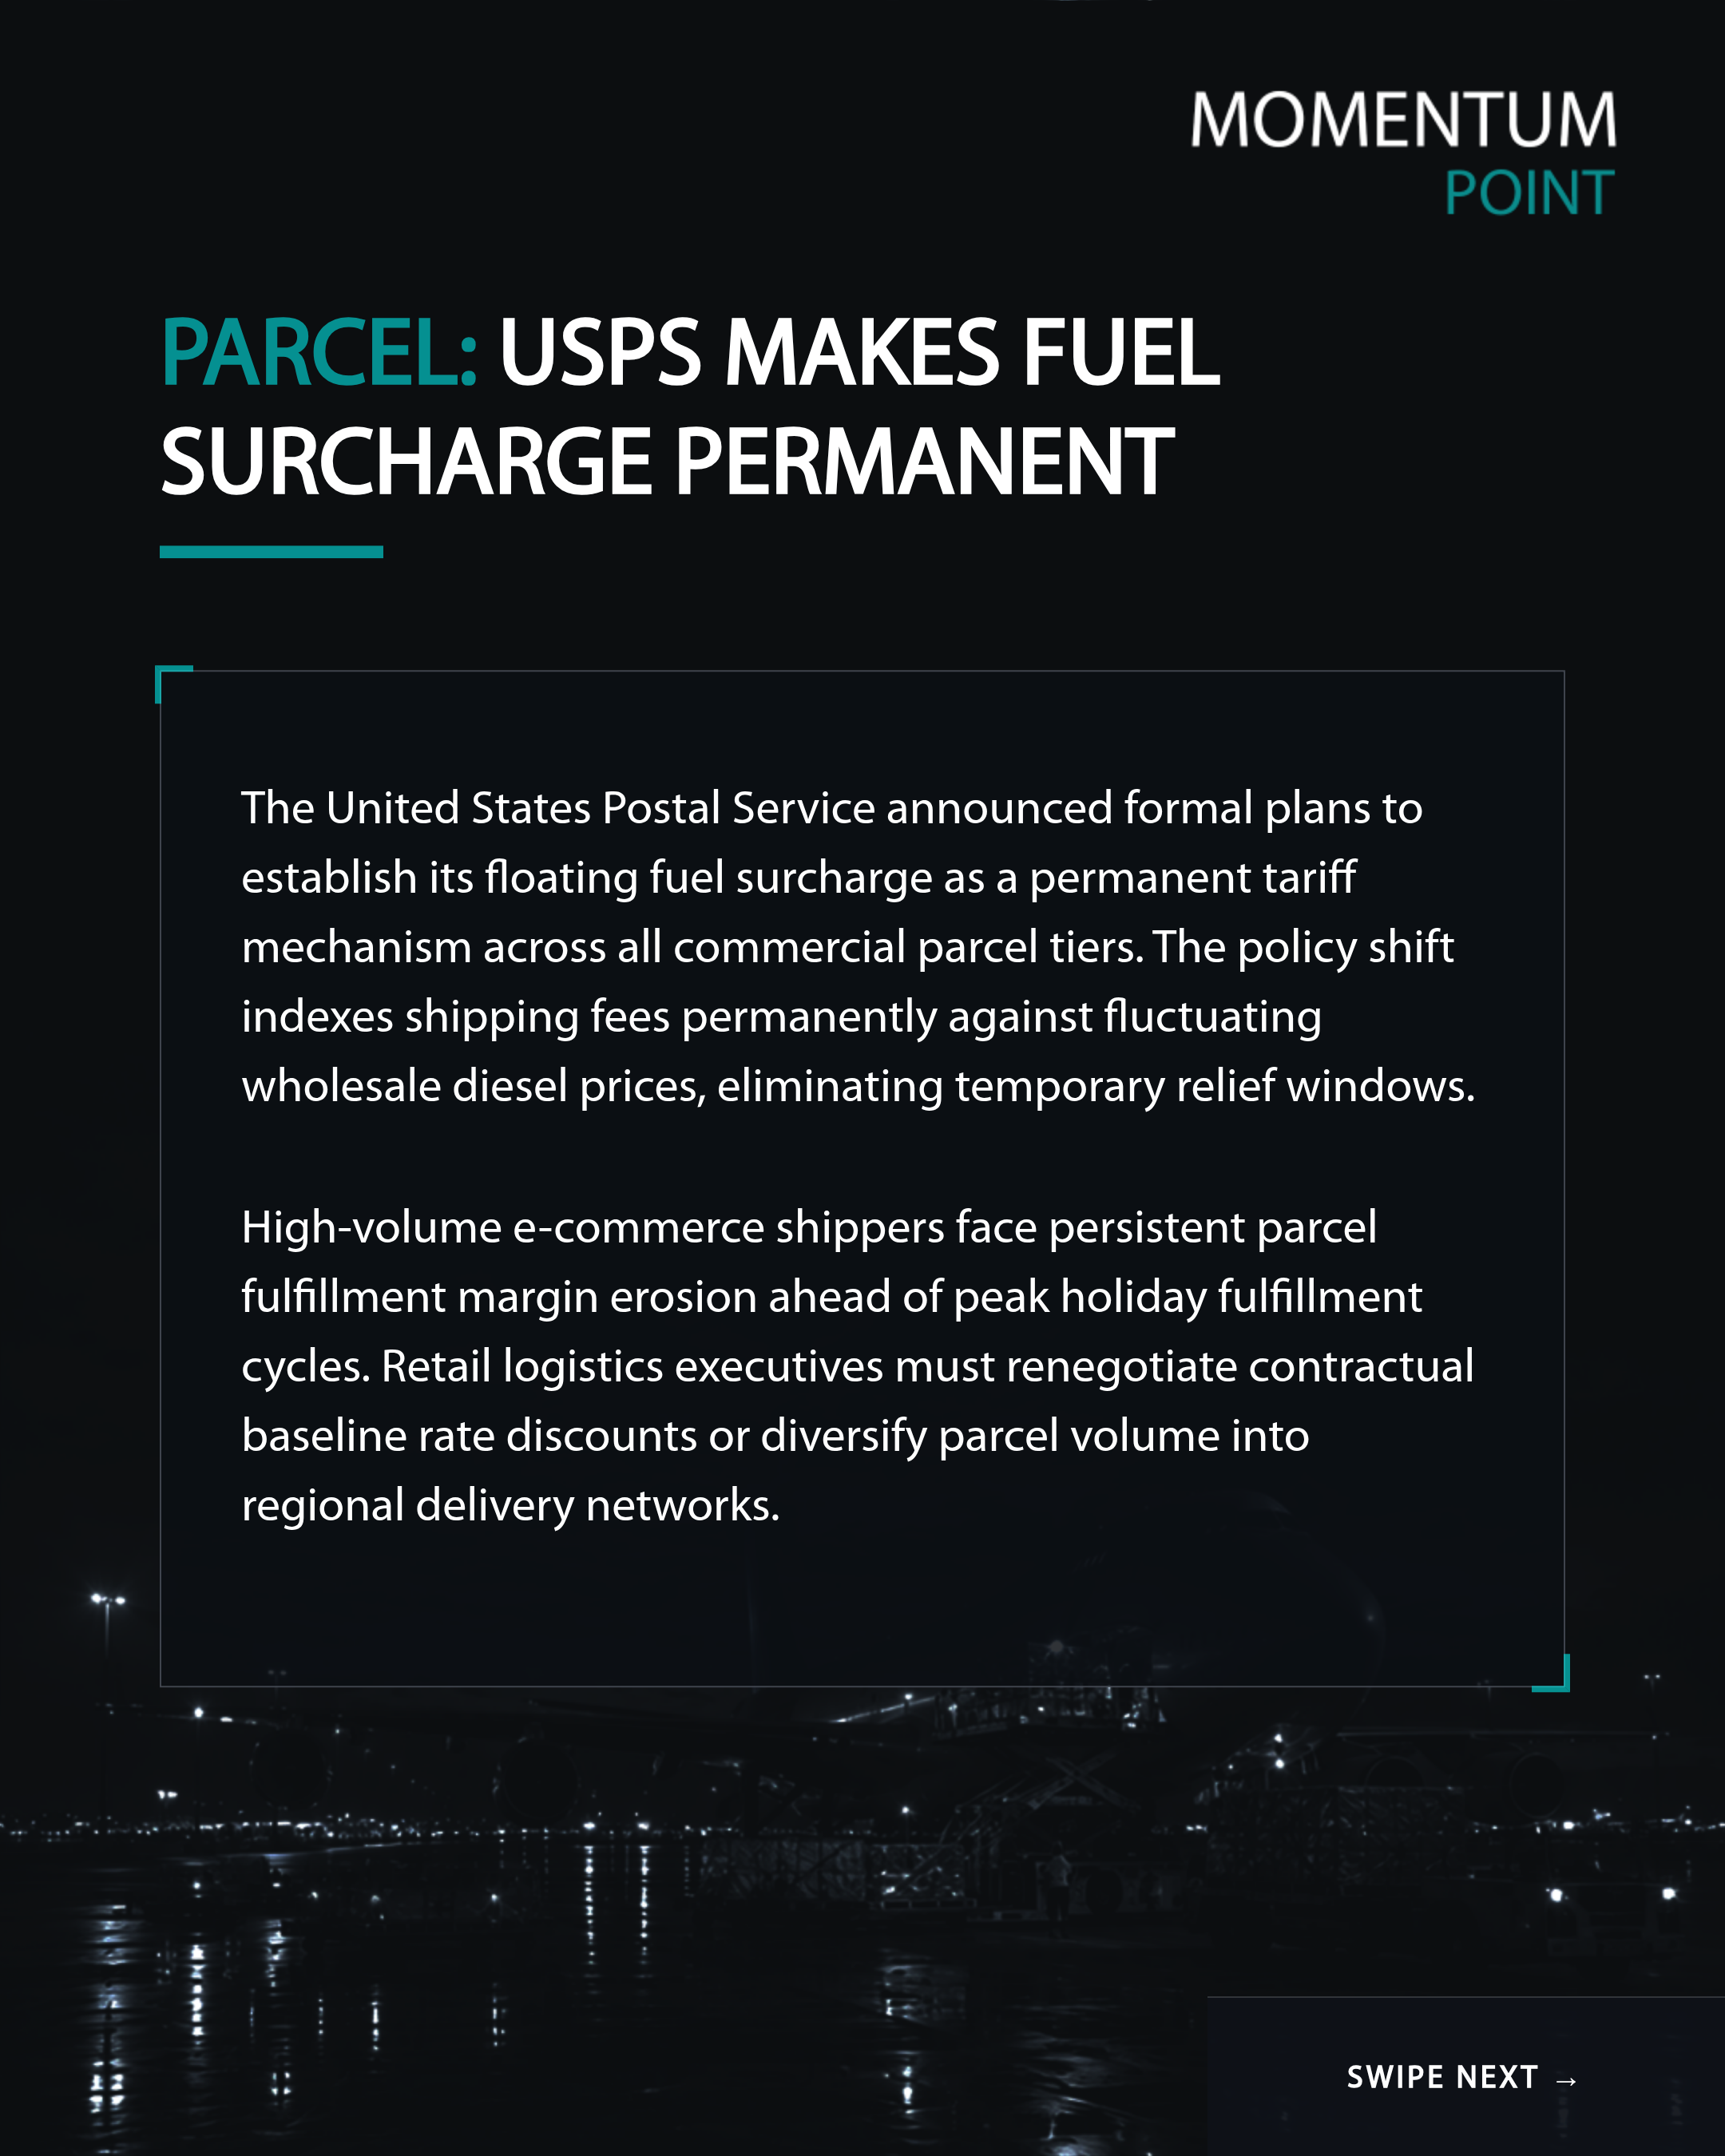 MOMENTUM
POINT
PARCEL: USPS MAKES FUEL
SURCHARGE PERMANENT
The United States Postal Service announced formal plans to
establish its floating fuel surcharge as a permanent tariff
mechanism across all commercial parcel tiers. The policy shift
indexes shipping fees permanently against fluctuating
wholesale diesel prices, eliminating temporary relief windows.
High-volume e-commerce shippers face persistent parcel
fulfillment margin erosion ahead of peak holiday fulfillment
cycles. Retail logistics executives must renegotiate contractual
baseline rate discounts or diversify parcel volume into
regional delivery networks.
SWIPE NEXT →